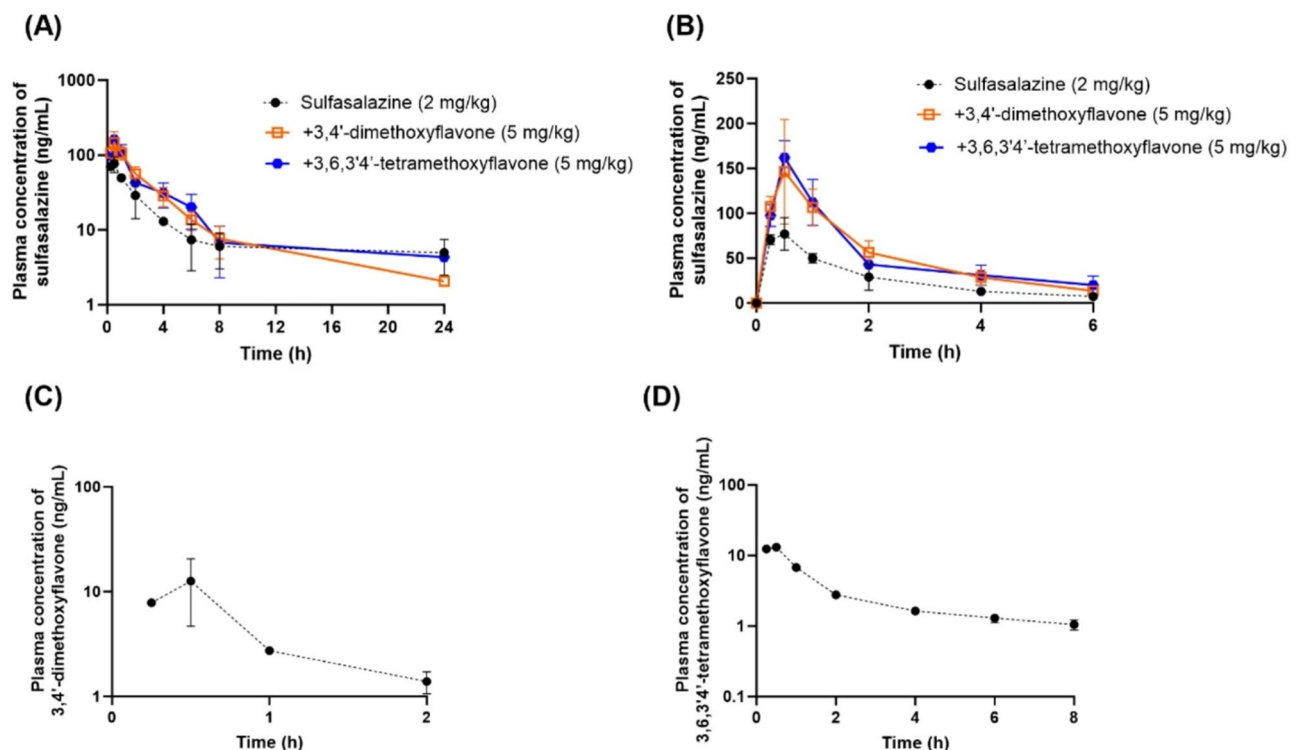 (A)
Plasma concentration of
sulfasalazine (ng/mL)
1000
100
10
1
0
4
8
12
16
20
24
Time (h)
Sulfasalazine (2 mg/kg)
+3,4'-dimethoxyflavone (5 mg/kg)
+3,6,3'4'-tetramethoxyflavone (5 mg/kg)
(B)
Plasma concentration of
sulfasalazine (ng/mL)
250
200
150
100
50
0
0
2
4
6
Time (h)
Sulfasalazine (2 mg/kg)
+3,4'-dimethoxyflavone (5 mg/kg)
+3,6,3'4'-tetramethoxyflavone (5 mg/kg)
(C)
Plasma concentration of
3,4'-dimethoxyflavone (ng/mL)
100
10
1
0
1
2
Time (h)
(D)
Plasma concentration of
3,6,3'4'-tetramethoxyflavone (ng/mL)
100
10
1
0.1
0
2
4
6
8
Time (h)